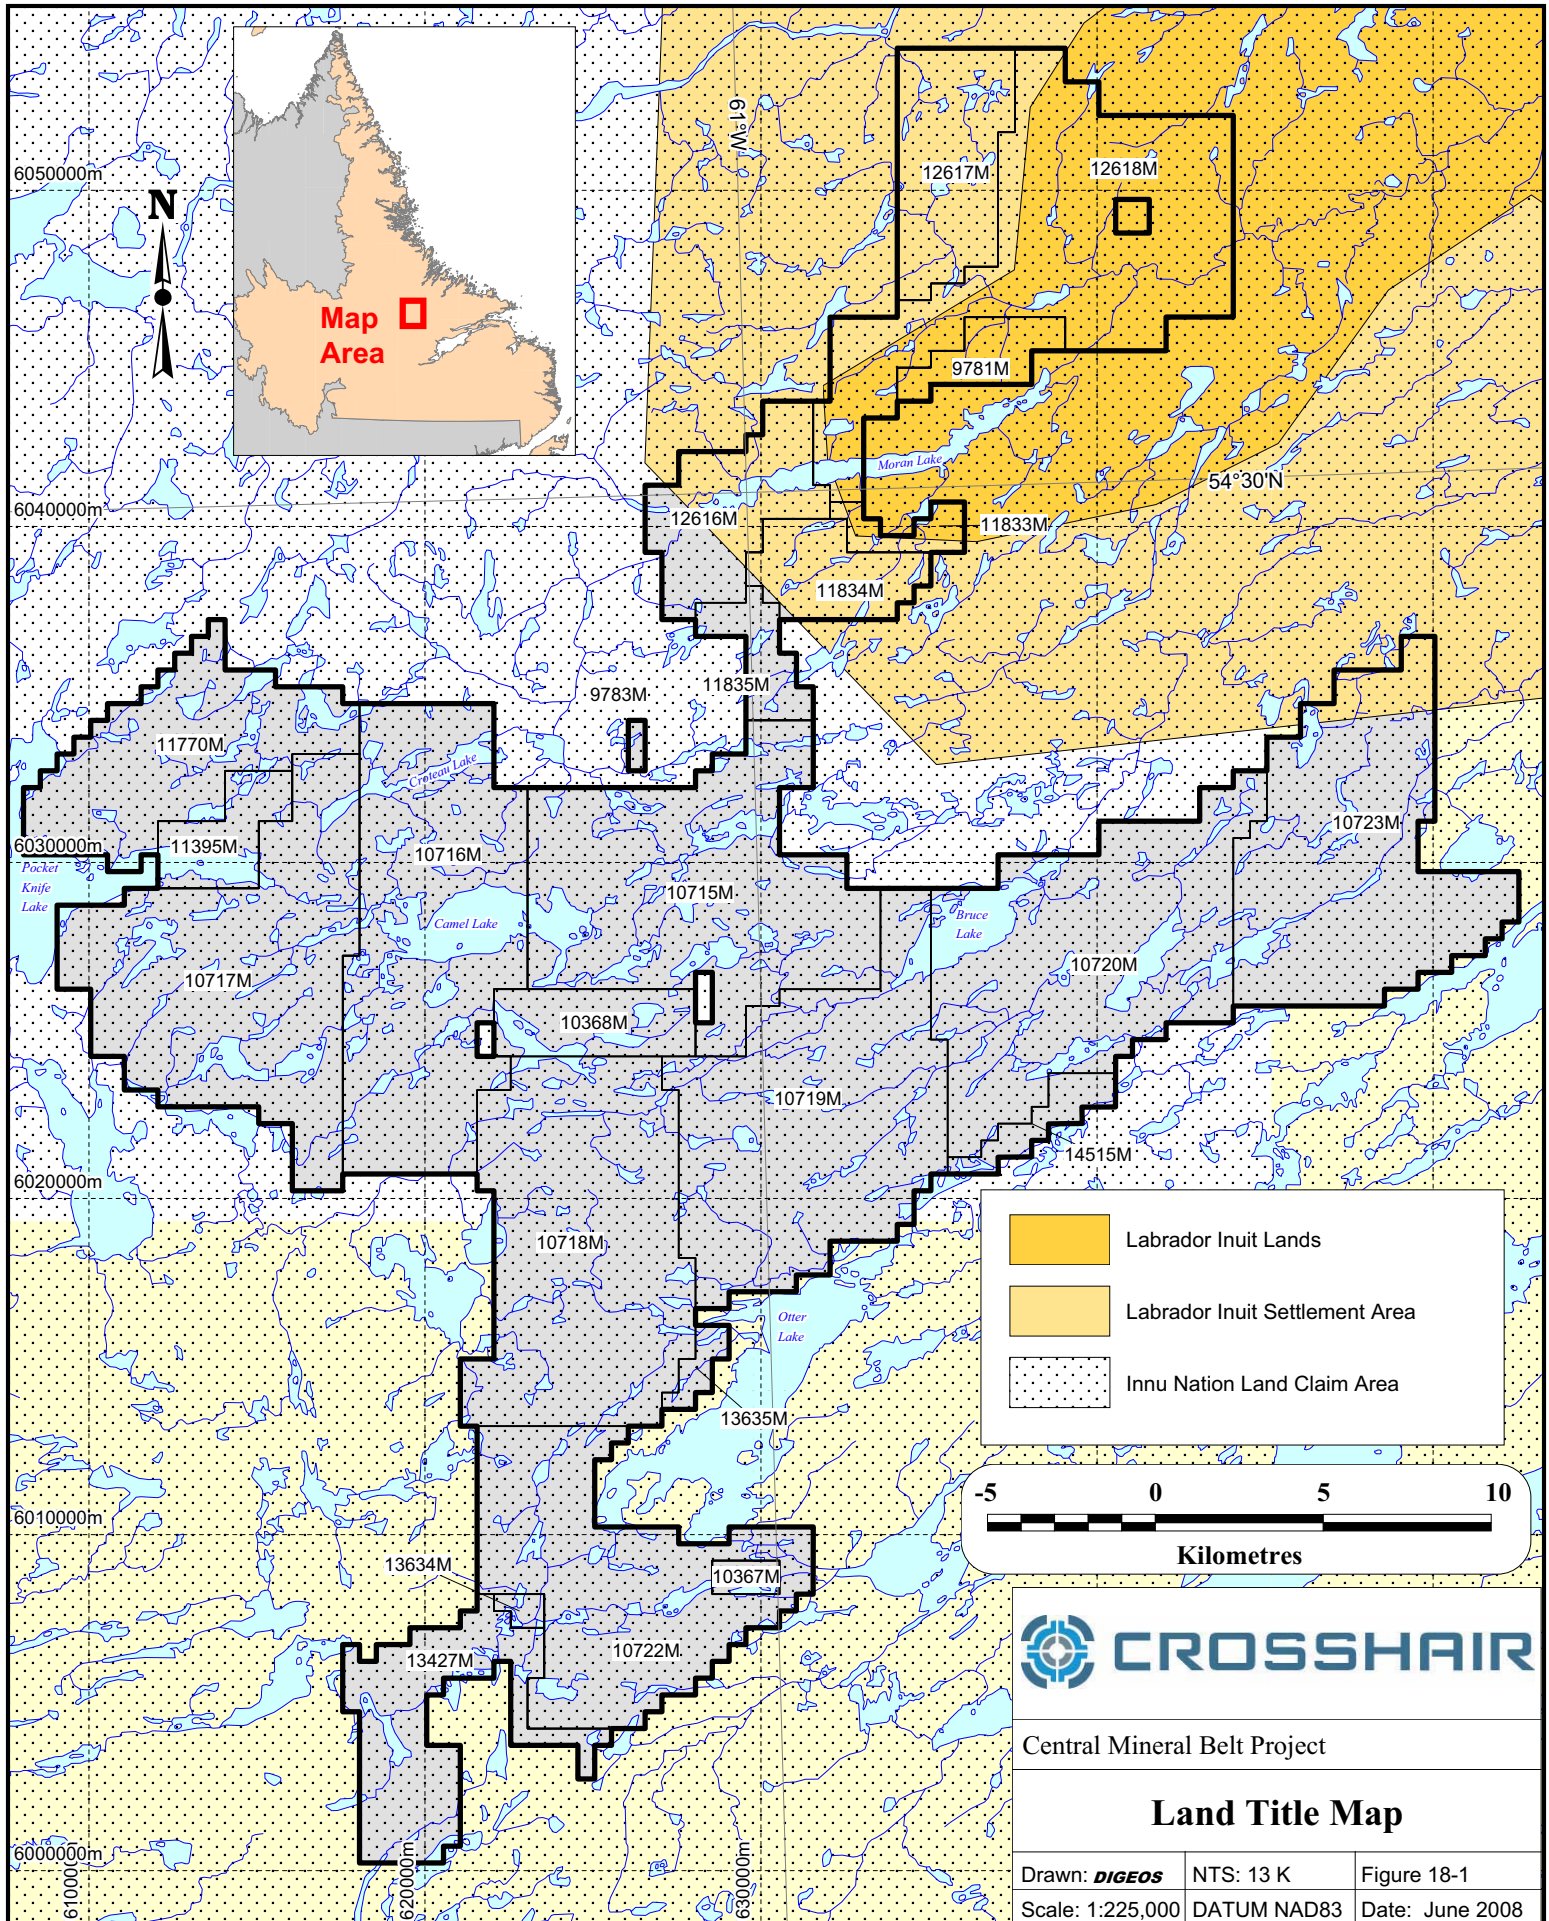 61°W
12617M
12618M
6050000m
N
Map
Area
9781M
Moran Lake
54°30'N
6040000m
12616M
11833M
11834M
9783M
11835M
11770M
Croteau Lake
10723M
6030000m
11395M
10716M
Pocket
Knife
Lake
10715M
Camel Lake
Bruce
Lake
10720M
10717M
10368M
10719M
14515M
6020000m
10718M
Labrador Inuit Lands
Labrador Inuit Settlement Area
Innu Nation Land Claim Area
Otter
Lake
13635M
-5 0 5 10
Kilometres
6010000m
13634M
10367M
13427M
10722M
CROSSHAIR
Central Mineral Belt Project
Land Title Map
6000000m
610000m
620000m
630000m
Drawn: DIGEOS NTS: 13 K Figure 18-1
Scale: 1:225,000 DATUM NAD83 Date: June 2008